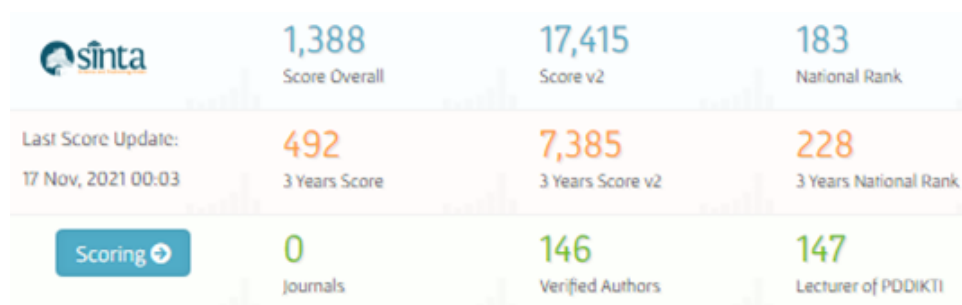 sinta
1,388
Score Overall
17,415
Score v2
183
National Rank
Last Score Update:
17 Nov, 2021 00:03
492
3 Years Score
7,385
3 Years Score v2
228
3 Years National Rank
Scoring
0
Journals
146
Verified Authors
147
Lecturer of PDDIKTI